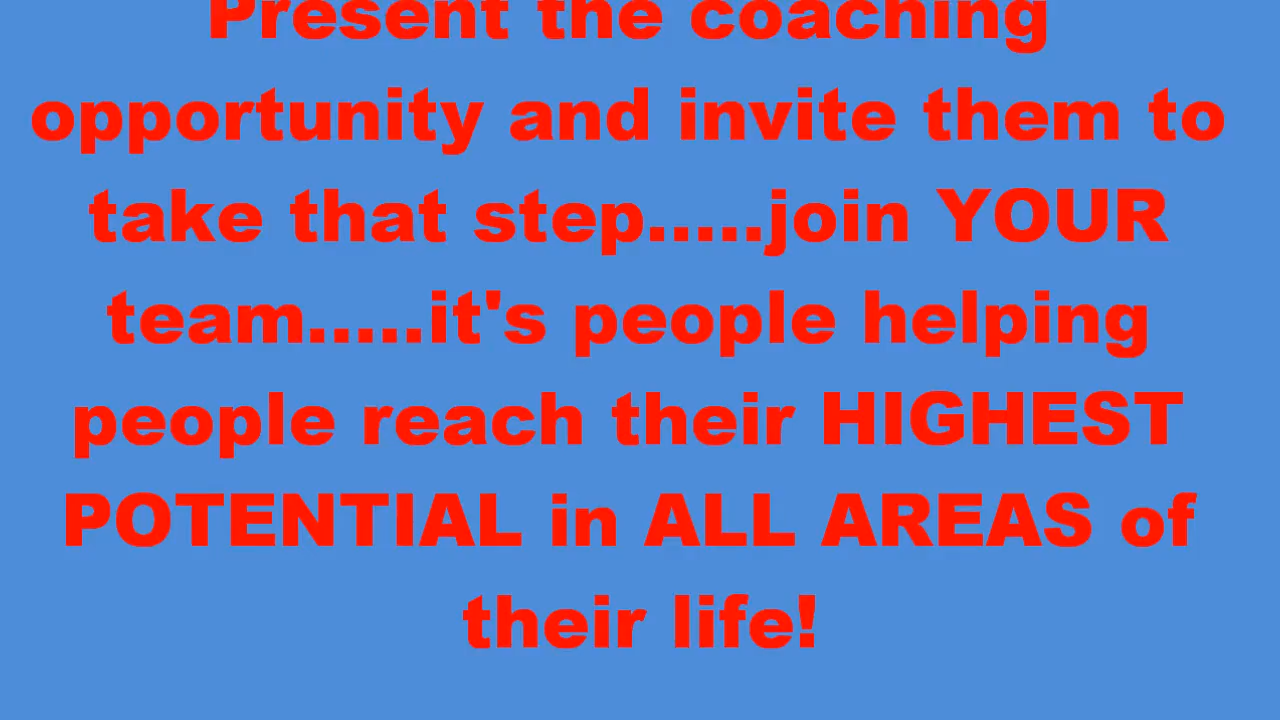 Present the coaching
opportunity and invite them to
take that step.....join YOUR
team.....it's people helping
people reach their HIGHEST
POTENTIAL in ALL AREAS of
their life!